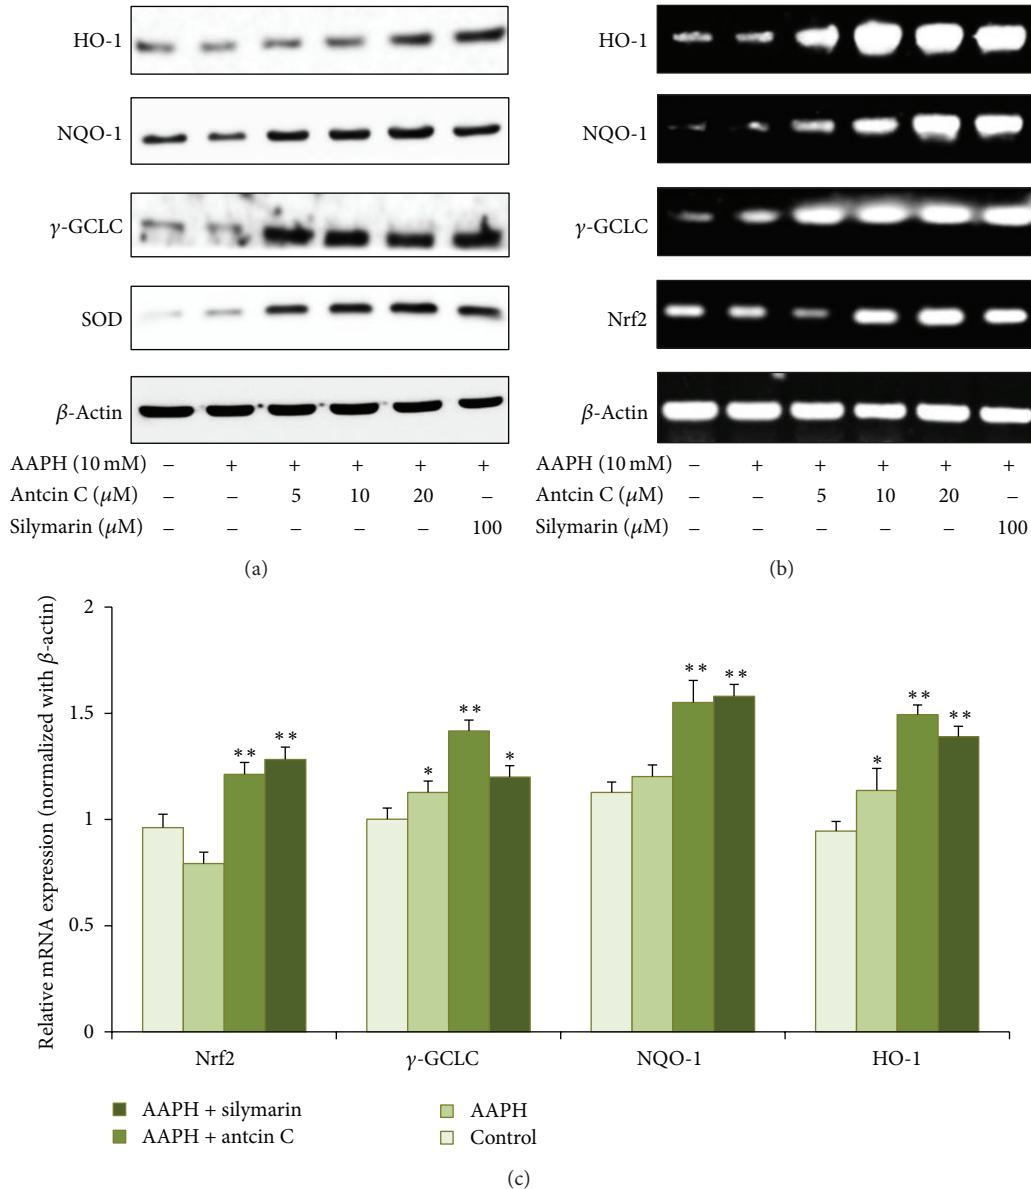 HO-1
NQO-1
γ-GCLC
SOD
β-Actin
AAPH (10 mM) – + + + + +
Antcin C (μM) – – 5 10 20 –
Silymarin (μM) – – – – – 100
(a)
HO-1
NQO-1
γ-GCLC
Nrf2
β-Actin
AAPH (10 mM) – + + + + +
Antcin C (μM) – – 5 10 20 –
Silymarin (μM) – – – – – 100
(b)
Relative mRNA expression (normalized with β-actin)
2
1.5
1
0.5
0
** **
* ** *
** **
* ** **
Nrf2 γ-GCLC NQO-1 HO-1
AAPH + silymarin
AAPH + antcin C
AAPH
Control
(c)